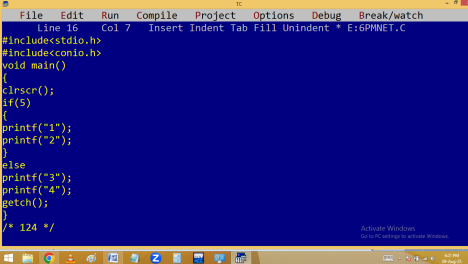 TC
File Edit Run Compile Project Options Debug Break/watch
Line 16 Col 7 Insert Indent Tab Fill Unindent * E:6PMNET.C
#include<stdio.h>
#include<conio.h>
void main()
{
clrscr();
if(5)
{
printf("1");
printf("2");
}
else
printf("3");
printf("4");
getch();
}
/* 124 */
Activate Windows
Go to PC settings to activate Windows.